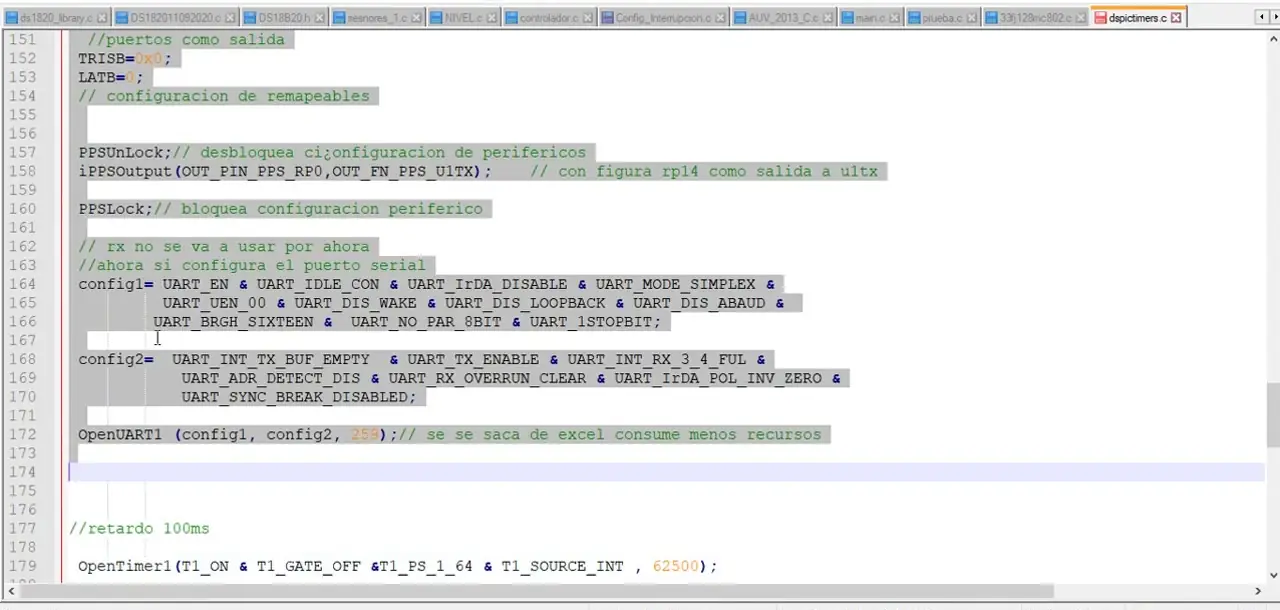 ds1820_library.c DS182011092020.c DS18B20.h sesnores_1.c NIVEL.c controlador.c Config_Interrupcion.c AUV_2013_C.c main.c prueba.c 33fj128mc802.c dspictimers.c
151 //puertos como salida
152 TRISB=0x0;
153 LATB=0;
154 // configuracion de remapeables
155
156
157 PPSUnLock;// desbloquea ci¿onfiguracion de perifericos
158 iPPSOutput(OUT_PIN_PPS_RP0,OUT_FN_PPS_U1TX); // con figura rp14 como salida a u1tx
159
160 PPSLock;// bloquea configuracion periferico
161
162 // rx no se va a usar por ahora
163 //ahora si configura el puerto serial
164 config1= UART_EN & UART_IDLE_CON & UART_IrDA_DISABLE & UART_MODE_SIMPLEX &
165 UART_UEN_00 & UART_DIS_WAKE & UART_DIS_LOOPBACK & UART_DIS_ABAUD &
166 UART_BRGH_SIXTEEN & UART_NO_PAR_8BIT & UART_1STOPBIT;
167
168 config2= UART_INT_TX_BUF_EMPTY & UART_TX_ENABLE & UART_INT_RX_3_4_FUL &
169 UART_ADR_DETECT_DIS & UART_RX_OVERRUN_CLEAR & UART_IrDA_POL_INV_ZERO &
170 UART_SYNC_BREAK_DISABLED;
171
172 OpenUART1 (config1, config2, 259);// se se saca de excel consume menos recursos
173
174
175
176
177 //retardo 100ms
178
179 OpenTimer1(T1_ON & T1_GATE_OFF &T1_PS_1_64 & T1_SOURCE_INT , 62500);